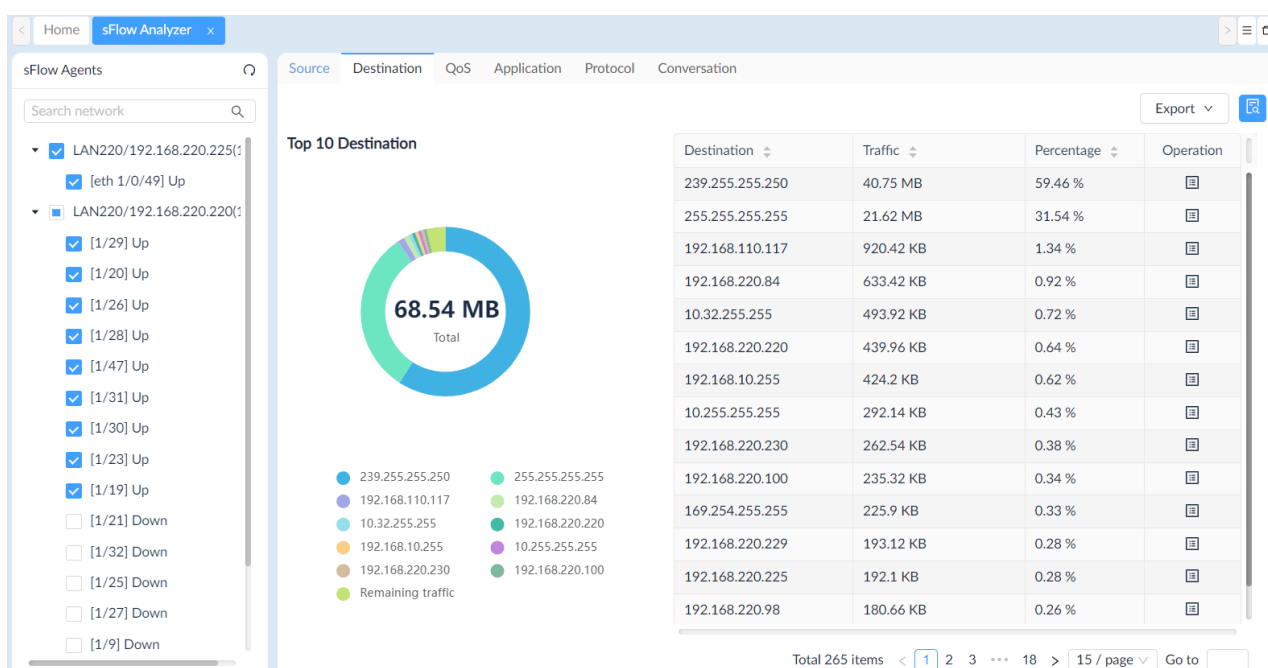 Home
sFlow Analyzer x
sFlow Agents
Search network
LAN220/192.168.220.225(1
[eth 1/0/49] Up
LAN220/192.168.220.220(1
[1/29] Up
[1/20] Up
[1/26] Up
[1/28] Up
[1/47] Up
[1/31] Up
[1/30] Up
[1/23] Up
[1/19] Up
[1/21] Down
[1/32] Down
[1/25] Down
[1/27] Down
[1/9] Down
Source Destination QoS Application Protocol Conversation
Export
Top 10 Destination
68.54 MB
Total
239.255.255.250 255.255.255.255
192.168.110.117 192.168.220.84
10.32.255.255 192.168.220.220
192.168.10.255 10.255.255.255
192.168.220.230 192.168.220.100
Remaining traffic
Destination Traffic Percentage Operation
239.255.255.250 40.75 MB 59.46 %
255.255.255.255 21.62 MB 31.54 %
192.168.110.117 920.42 KB 1.34 %
192.168.220.84 633.42 KB 0.92 %
10.32.255.255 493.92 KB 0.72 %
192.168.220.220 439.96 KB 0.64 %
192.168.10.255 424.2 KB 0.62 %
10.255.255.255 292.14 KB 0.43 %
192.168.220.230 262.54 KB 0.38 %
192.168.220.100 235.32 KB 0.34 %
169.254.255.255 225.9 KB 0.33 %
192.168.220.229 193.12 KB 0.28 %
192.168.220.225 192.1 KB 0.28 %
192.168.220.98 180.66 KB 0.26 %
Total 265 items < 1 2 3 ••• 18 > 15 / page Go to